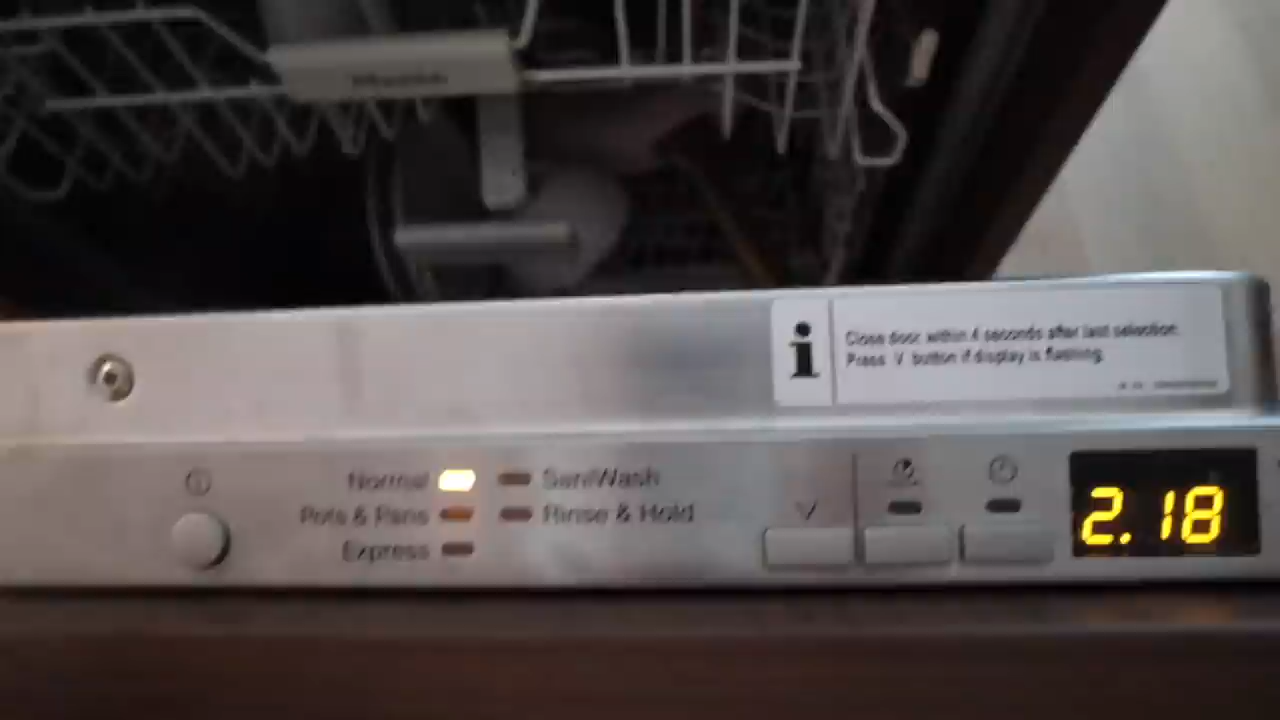 Close door within 4 seconds after last selection.
Press V button if display is flashing.
Normal
SaniWash
Pots & Pans
Rinse & Hold
Express
2.18